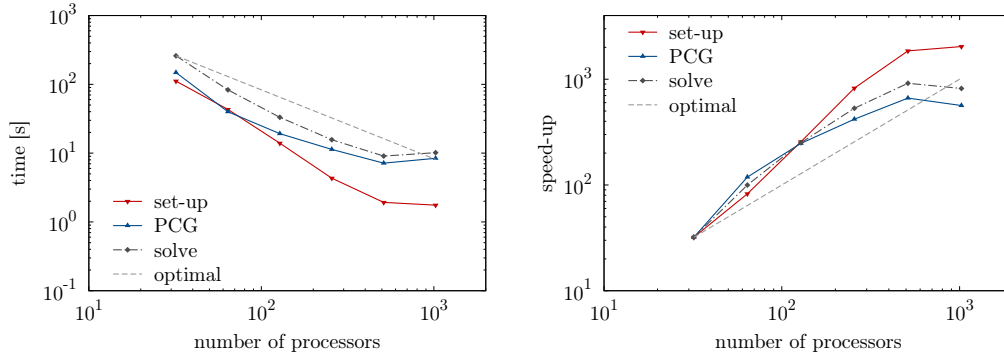 time [s]
10^3
10^2
10^1
10^0
10^-1
set-up
PCG
solve
optimal
10^1
10^2
10^3
number of processors
speed-up
10^3
10^2
10^1
set-up
PCG
solve
optimal
10^1
10^2
10^3
number of processors